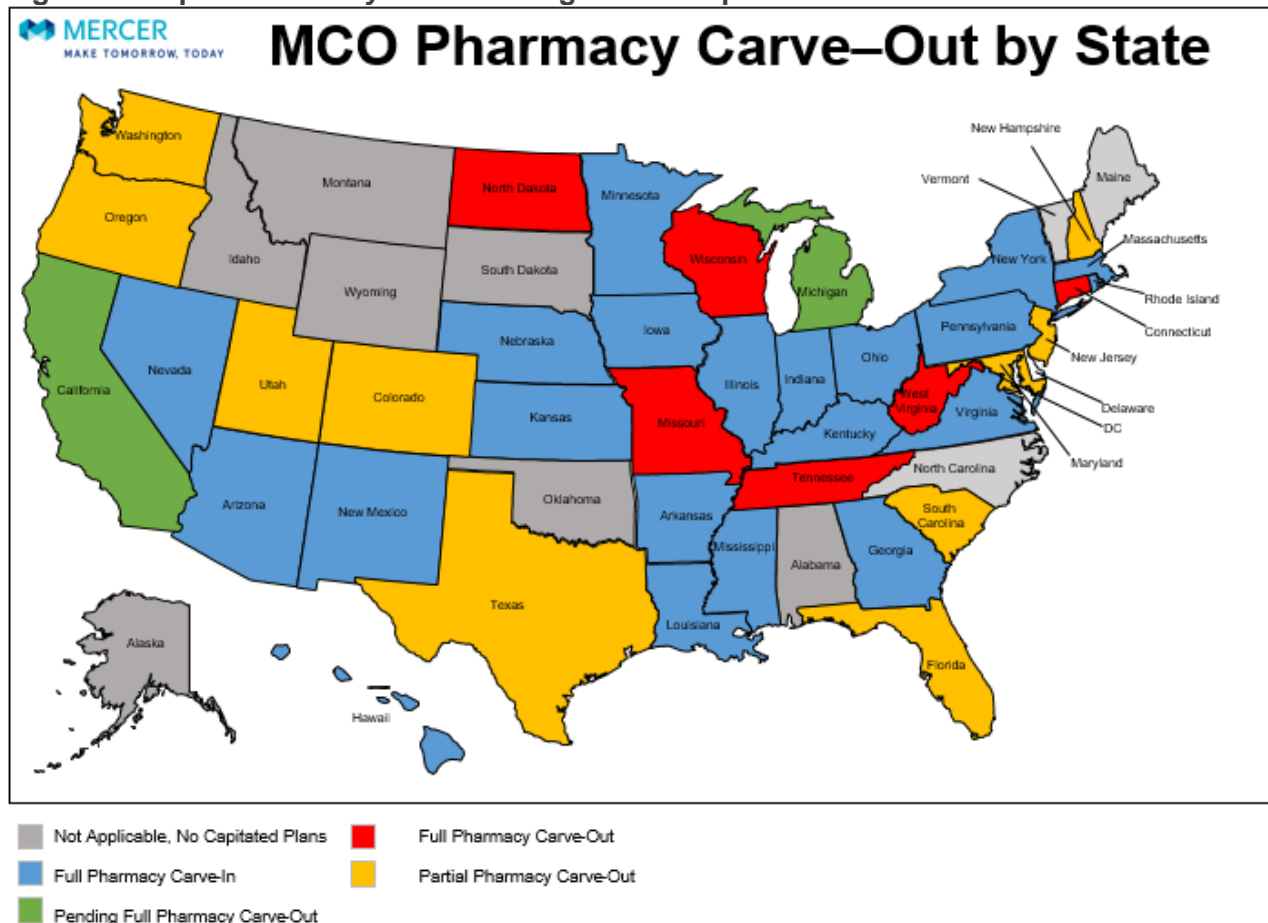 MERCER
MAKE TOMORROW, TODAY
MCO Pharmacy Carve–Out by State
Washington
Oregon
California
Nevada
Idaho
Montana
Wyoming
Utah
Colorado
Arizona
New Mexico
North Dakota
South Dakota
Nebraska
Kansas
Oklahoma
Texas
Minnesota
Iowa
Missouri
Arkansas
Louisiana
Wisconsin
Illinois
Michigan
Indiana
Ohio
Kentucky
Tennessee
Mississippi
Alabama
Georgia
Florida
South
Carolina
North Carolina
Virginia
West
Virginia
Pennsylvania
New York
Vermont
New Hampshire
Maine
Massachusetts
Rhode Island
Connecticut
New Jersey
Delaware
DC
Maryland
Alaska
Hawaii
Not Applicable, No Capitated Plans
Full Pharmacy Carve-Out
Full Pharmacy Carve-In
Partial Pharmacy Carve-Out
Pending Full Pharmacy Carve-Out